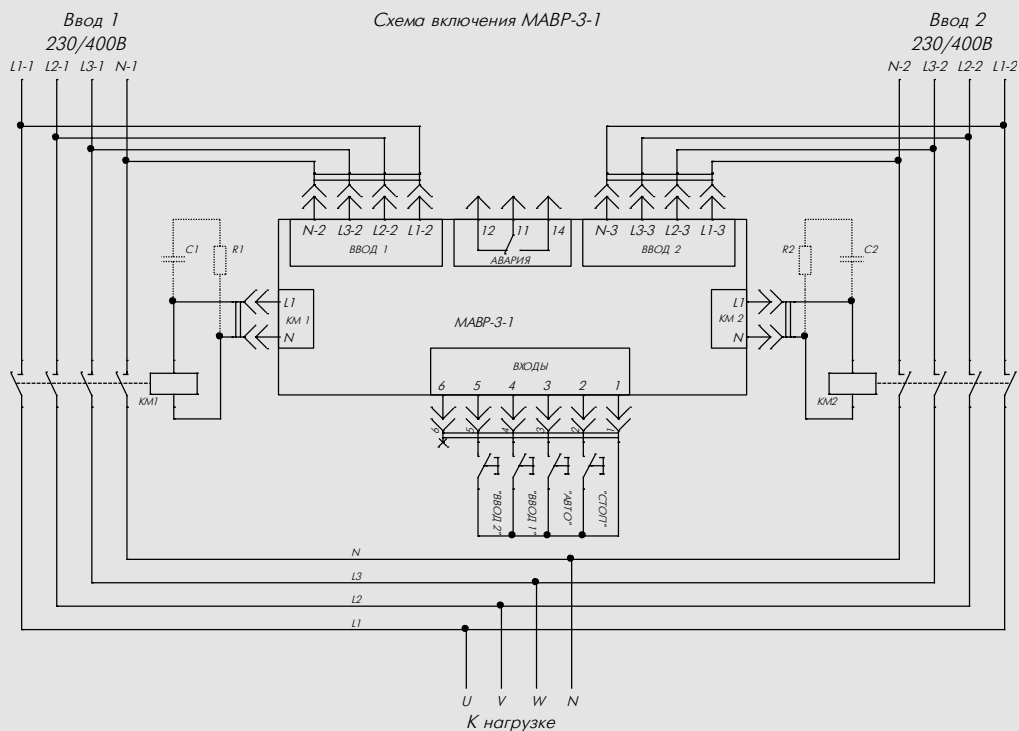 Ввод 1
Схема включения МАВР-3-1
Ввод 2
230/400В
230/400В
L1-1 L2-1 L3-1 N-1
N-2 L3-2 L2-2 L1-2
N-2 L3-2 L2-2 L1-2
12 11 14
N-3 L3-3 L2-3 L1-3
ВВОД 1
АВАРИЯ
ВВОД 2
C1 R1
R2 C2
L1
КМ 1
N
L1
КМ 2
N
МАВР-3-1
ВХОДЫ
6 5 4 3 2 1
КМ1
КМ2
6 5 4 3 2 1
"ВВОД 2"
"ВВОД 1"
"АВТО"
"СТОП"
N
L3
L2
L1
U V W N
К нагрузке